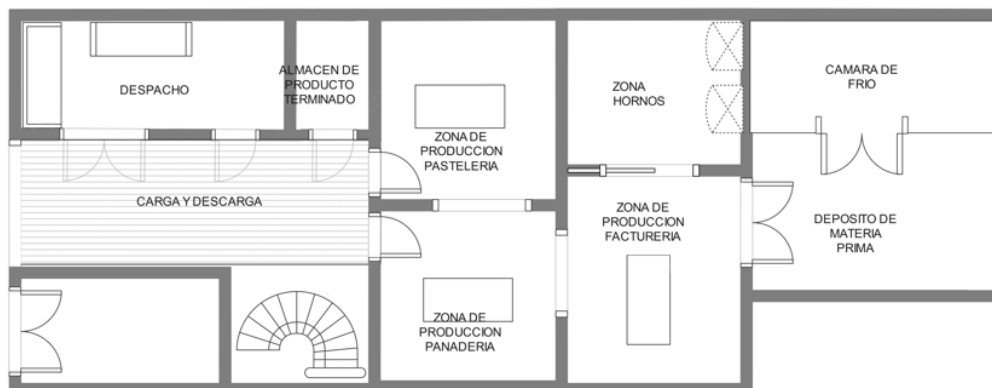 DESPACHO
ALMACEN DE
PRODUCTO
TERMINADO
ZONA DE
PRODUCCION
PASTELERIA
ZONA
HORNOS
CAMARA DE
FRIO
CARGA Y DESCARGA
ZONA DE
PRODUCCION
FACTURERIA
DEPOSITO DE
MATERIA
PRIMA
ZONA DE
PRODUCCION
PANADERIA